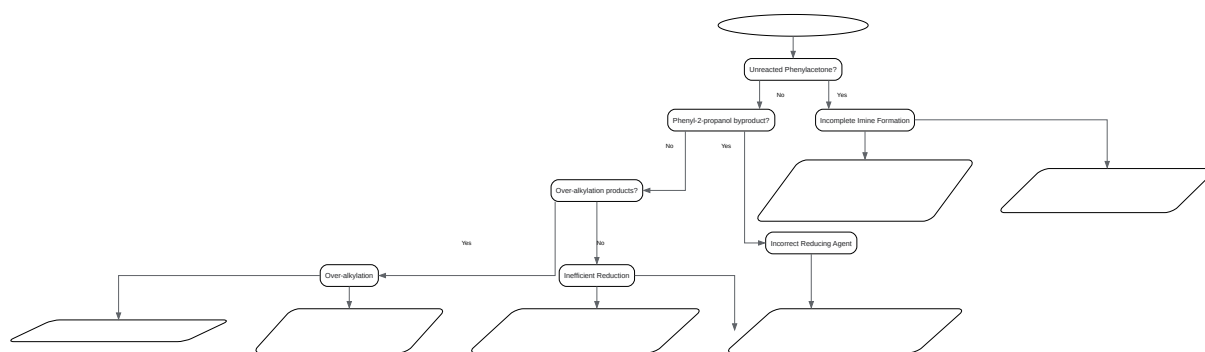 Unreacted Phenylacetone?
No
Yes
Phenyl-2-propanol byproduct?
Incomplete Imine Formation
No
Yes
Over-alkylation products?
Yes
No
Incorrect Reducing Agent
Over-alkylation
Inefficient Reduction